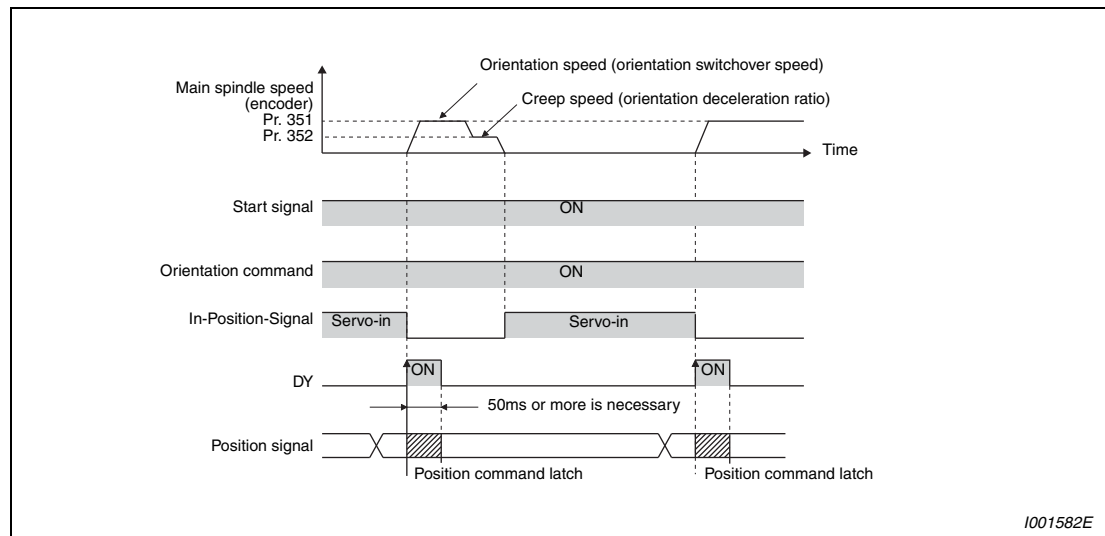 Orientation speed (orientation switchover speed)
Main spindle speed
(encoder)
Creep speed (orientation deceleration ratio)
Pr. 351
Pr. 352
Time
Start signal
ON
Orientation command
ON
In-Position-Signal
Servo-in
Servo-in
DY
ON
ON
50ms or more is necessary
Position signal
Position command latch
Position command latch
I001582E